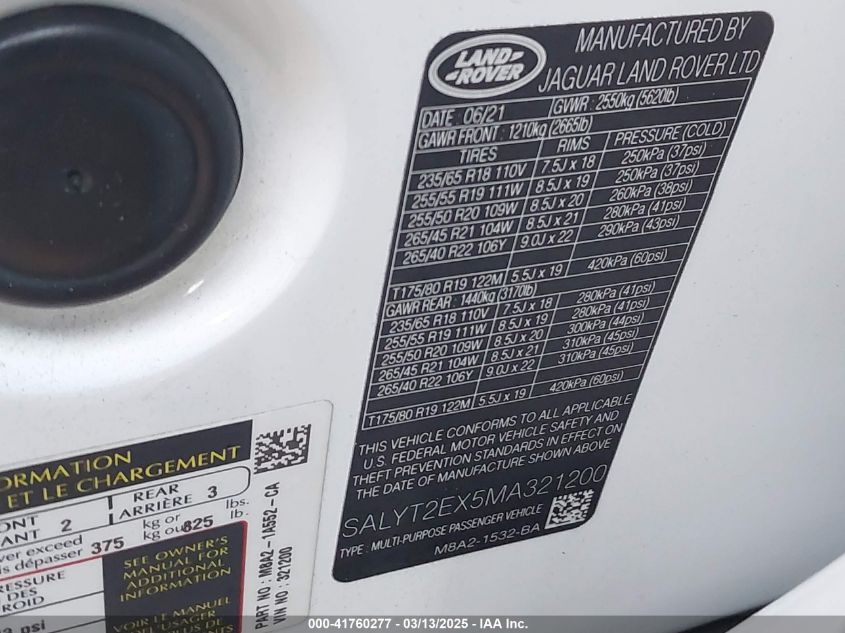 LAND
ROVER
MANUFACTURED BY
JAGUAR LAND ROVER LTD
DATE : 06/21 GVWR : 2550kg (5620lb)
GAWR FRONT : 1210kg (2665lb)
TIRES RIMS PRESSURE (COLD)
235/65 R18 110V 7.5J x 18 250kPa (37psi)
255/55 R19 111W 8.5J x 19 250kPa (37psi)
255/50 R20 109W 8.5J x 20 260kPa (38psi)
265/45 R21 104W 8.5J x 21 280kPa (41psi)
265/40 R22 106Y 9.0J x 22 290kPa (43psi)
T175/80 R19 122M 5.5J x 19 420kPa (60psi)
GAWR REAR : 1440kg (3170lb)
235/65 R18 110V 7.5J x 18 280kPa (41psi)
255/55 R19 111W 8.5J x 19 280kPa (41psi)
255/50 R20 109W 8.5J x 20 300kPa (44psi)
265/45 R21 104W 8.5J x 21 310kPa (45psi)
265/40 R22 106Y 9.0J x 22 310kPa (45psi)
T175/80 R19 122M 5.5J x 19 420kPa (60psi)
THIS VEHICLE CONFORMS TO ALL APPLICABLE
U.S. FEDERAL MOTOR VEHICLE SAFETY AND
THEFT PREVENTION STANDARDS IN EFFECT ON
THE DATE OF MANUFACTURE SHOWN ABOVE
SALYT2EX5MA321200
TYPE : MULTI-PURPOSE PASSENGER VEHICLE
M8A2-1532-BA
ET LE CHARGEMENT
2 REAR 3
ARRIÈRE
exceed kg or lbs.
dépasser 375 kg ou 825 lb.
SEE OWNER'S
MANUAL FOR
ADDITIONAL
INFORMATION
VOIR LE MANUEL
PART NO : M8A2-1A552-CA
VIN NO : 321200
psi
000-41760277 - 03/13/2025 - IAA Inc.